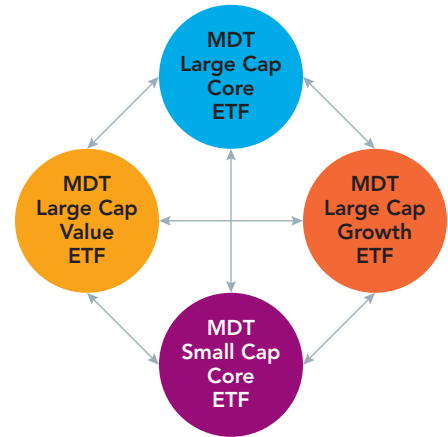 MDT
Large Cap
Core
ETF
MDT
Large Cap
Value
ETF
MDT
Large Cap
Growth
ETF
MDT
Small Cap
Core
ETF